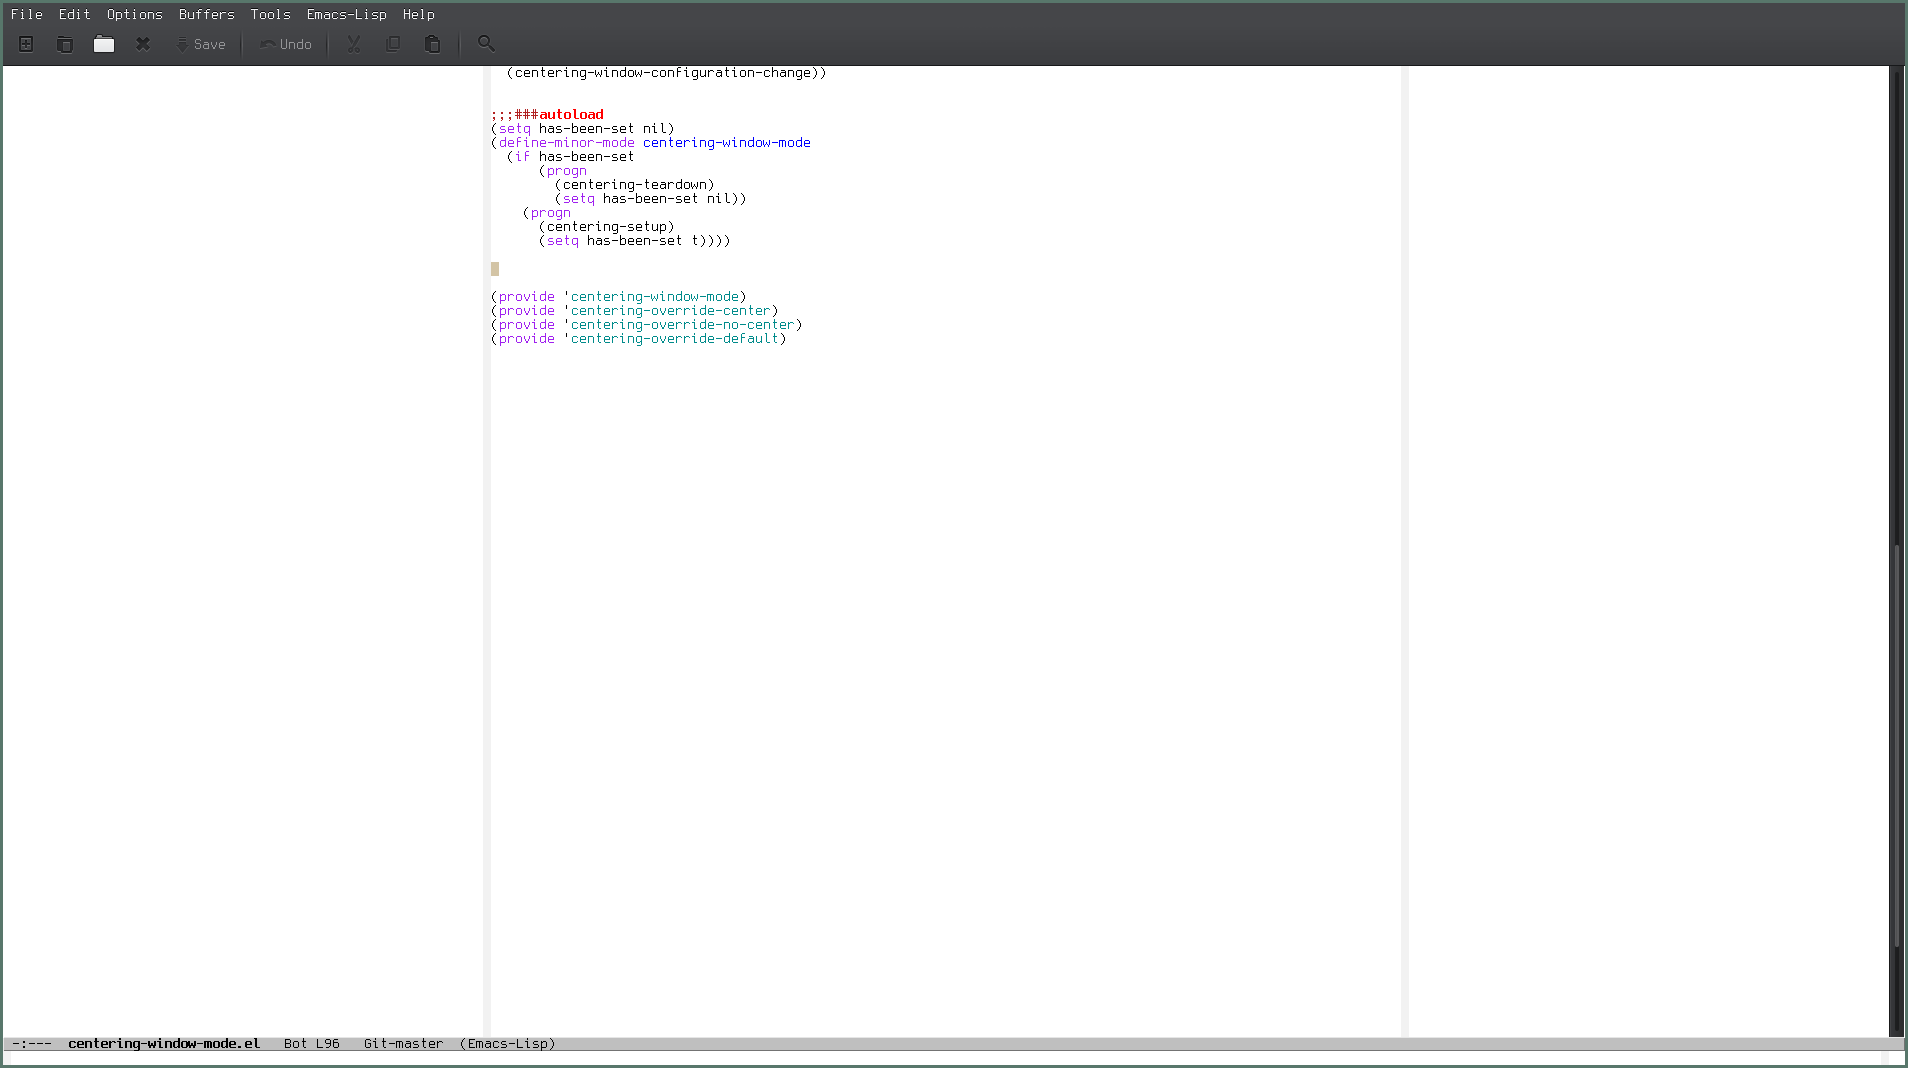 File Edit Options Buffers Tools Emacs-Lisp Help
Save Undo
(centering-window-configuration-change))
;;;###autoload
(setq has-been-set nil)
(define-minor-mode centering-window-mode
(if has-been-set
(progn
(centering-teardown)
(setq has-been-set nil))
(progn
(centering-setup)
(setq has-been-set t))))
(provide 'centering-window-mode)
(provide 'centering-override-center)
(provide 'centering-override-no-center)
(provide 'centering-override-default)
-:--- centering-window-mode.el Bot L96 Git-master (Emacs-Lisp)